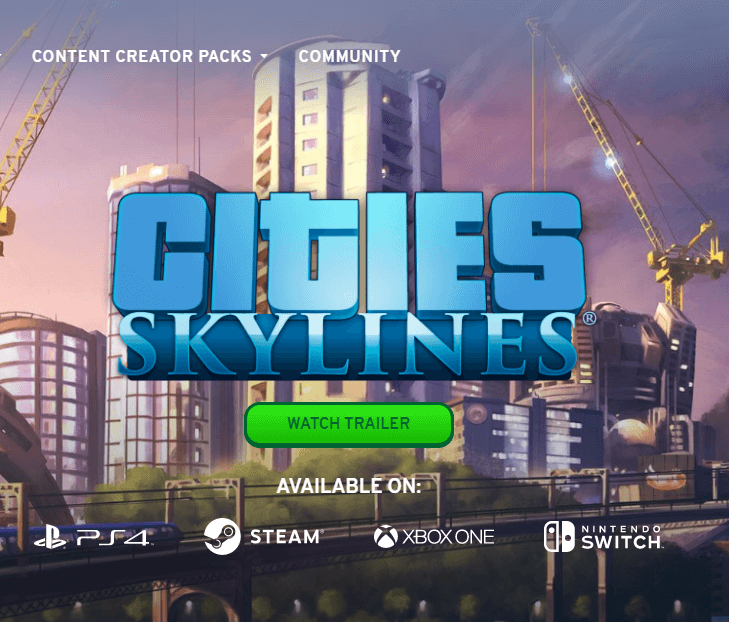 CONTENT CREATOR PACKS COMMUNITY
CITIES
SKYLINES®
WATCH TRAILER
AVAILABLE ON:
PS4 STEAM® XBOX ONE NINTENDO SWITCH